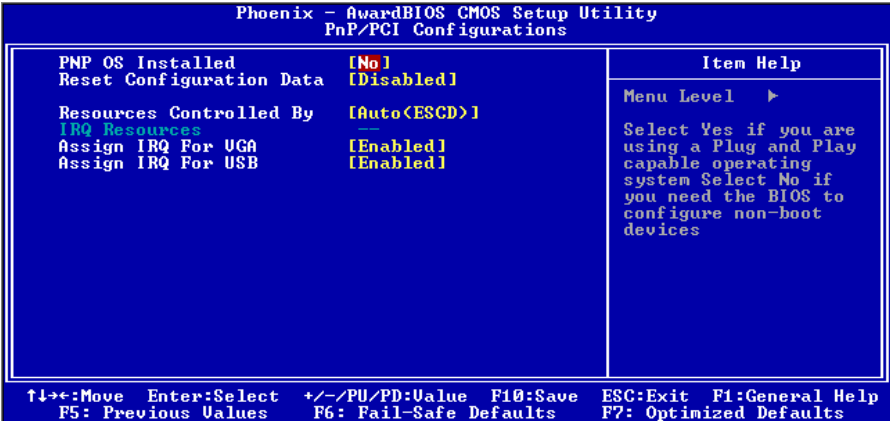 Phoenix - AwardBIOS CMOS Setup Utility
PnP/PCI Configurations
PNP OS Installed [No]
Reset Configuration Data [Disabled]
Resources Controlled By [Auto(ESCD)]
IRQ Resources --
Assign IRQ For VGA [Enabled]
Assign IRQ For USB [Enabled]
Item Help
Menu Level ►
Select Yes if you are
using a Plug and Play
capable operating
system Select No if
you need the BIOS to
configure non-boot
devices
↑↓→←:Move Enter:Select +/-/PU/PD:Value F10:Save ESC:Exit F1:General Help
F5: Previous Values F6: Fail-Safe Defaults F7: Optimized Defaults